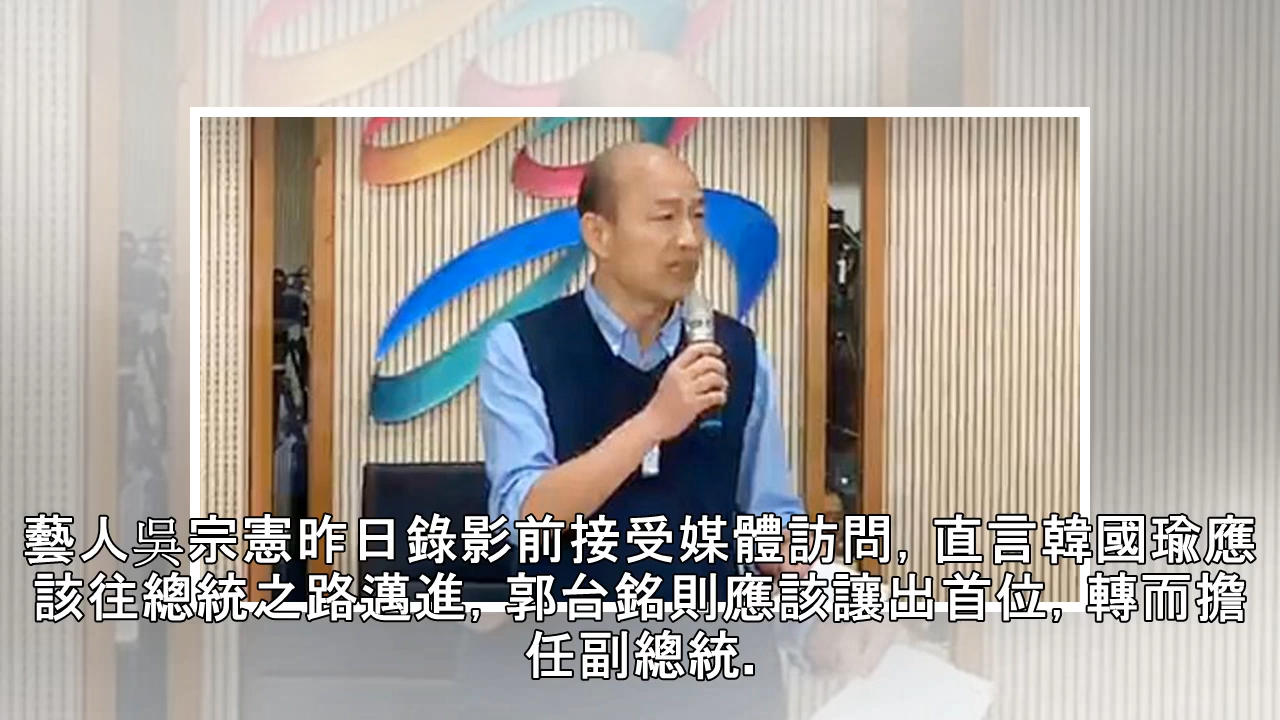 藝人吳宗憲昨日錄影前接受媒體訪問, 直言韓國瑜應
該往總統之路邁進, 郭台銘則應該讓出首位, 轉而擔
任副總統.